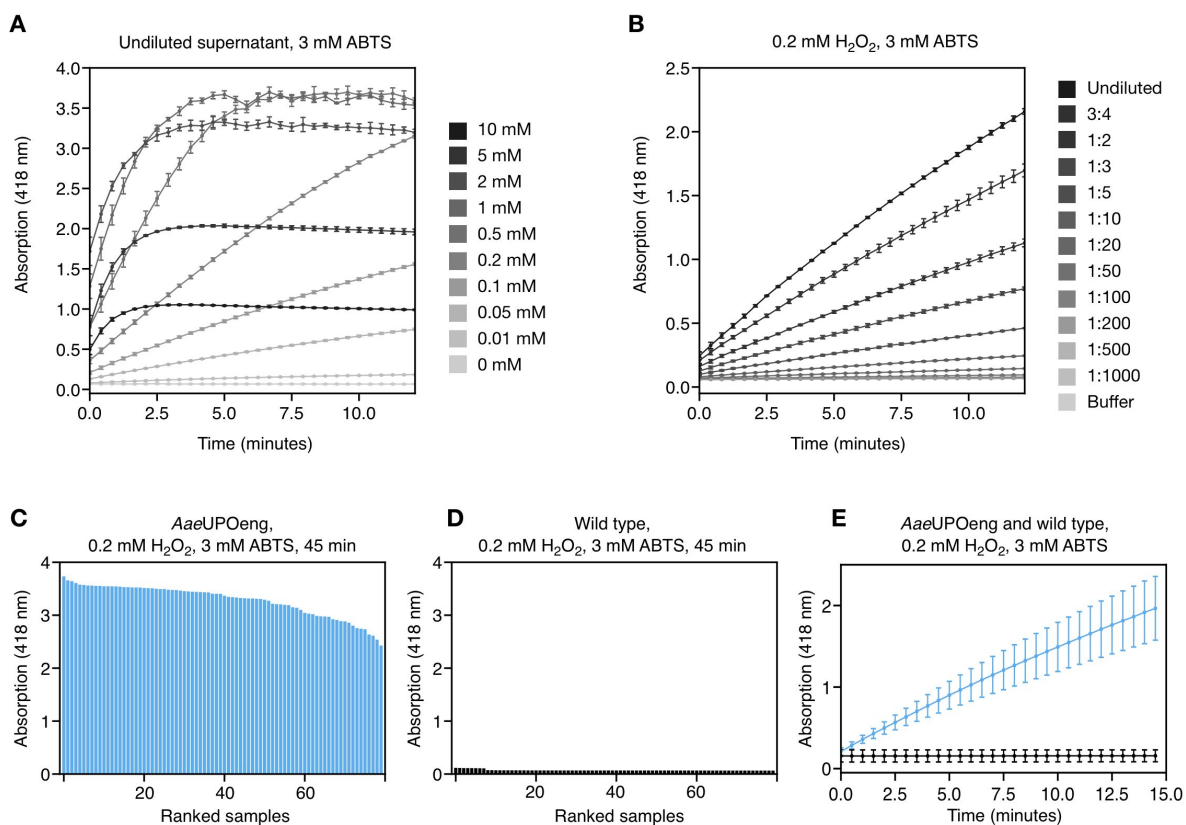 A
Undiluted supernatant, 3 mM ABTS
Absorption (418 nm)
4.0
3.5
3.0
2.5
2.0
1.5
1.0
0.5
0.0
0.0 2.5 5.0 7.5 10.0
Time (minutes)
10 mM
5 mM
2 mM
1 mM
0.5 mM
0.2 mM
0.1 mM
0.05 mM
0.01 mM
0 mM
B
0.2 mM H₂O₂, 3 mM ABTS
Absorption (418 nm)
2.5
2.0
1.5
1.0
0.5
0.0
0.0 2.5 5.0 7.5 10.0
Time (minutes)
Undiluted
3:4
1:2
1:3
1:5
1:10
1:20
1:50
1:100
1:200
1:500
1:1000
Buffer
C
AaeUPOeng,
0.2 mM H₂O₂, 3 mM ABTS, 45 min
Absorption (418 nm)
4
3
2
1
0
20 40 60
Ranked samples
D
Wild type,
0.2 mM H₂O₂, 3 mM ABTS, 45 min
Absorption (418 nm)
4
3
2
1
0
20 40 60
Ranked samples
E
AaeUPOeng and wild type,
0.2 mM H₂O₂, 3 mM ABTS
Absorption (418 nm)
2
1
0
0.0 2.5 5.0 7.5 10.0 12.5 15.0
Time (minutes)